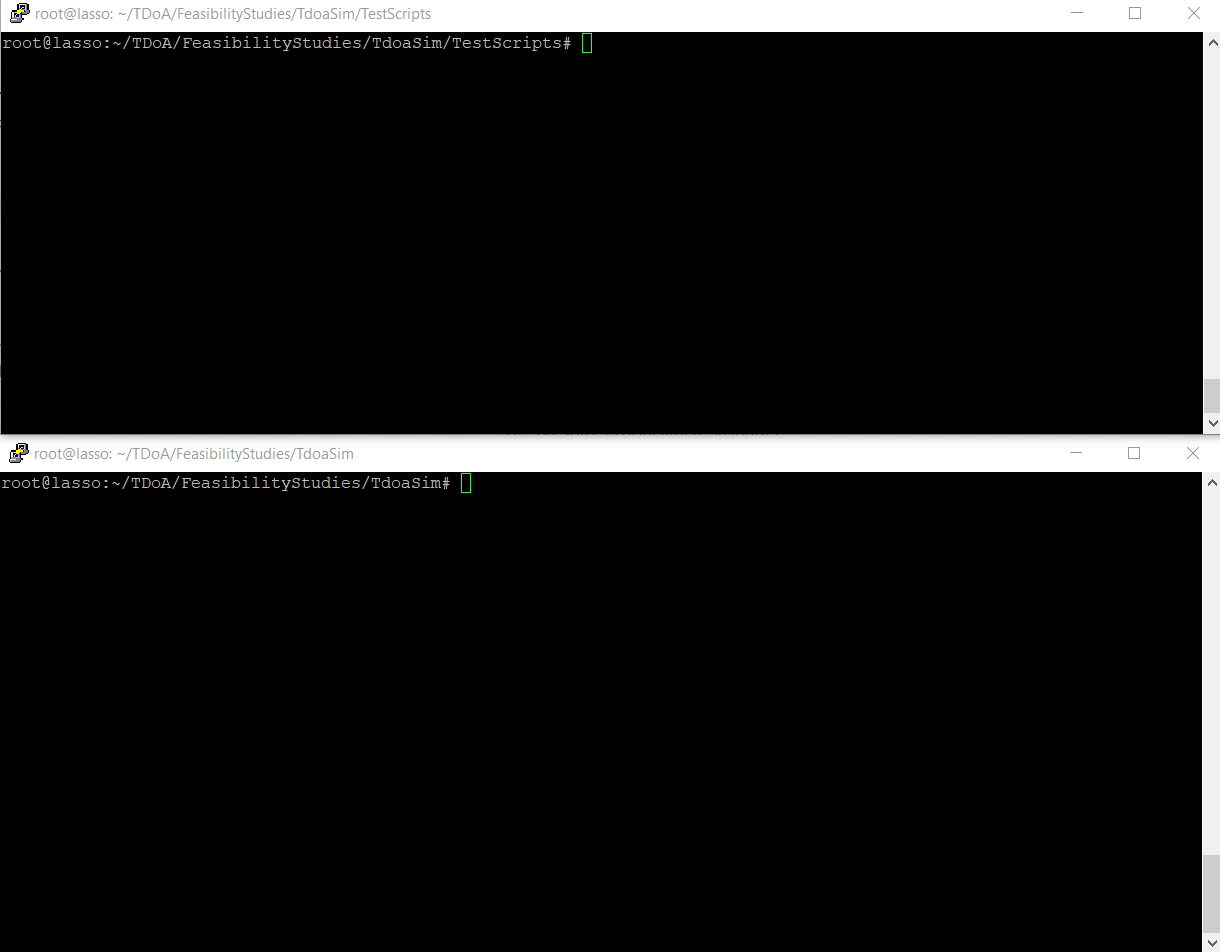 root@lasso: ~/TDoA/FeasibilityStudies/TdoaSim/TestScripts
root@lasso:~/TDoA/FeasibilityStudies/TdoaSim/TestScripts#
root@lasso: ~/TDoA/FeasibilityStudies/TdoaSim
root@lasso:~/TDoA/FeasibilityStudies/TdoaSim#